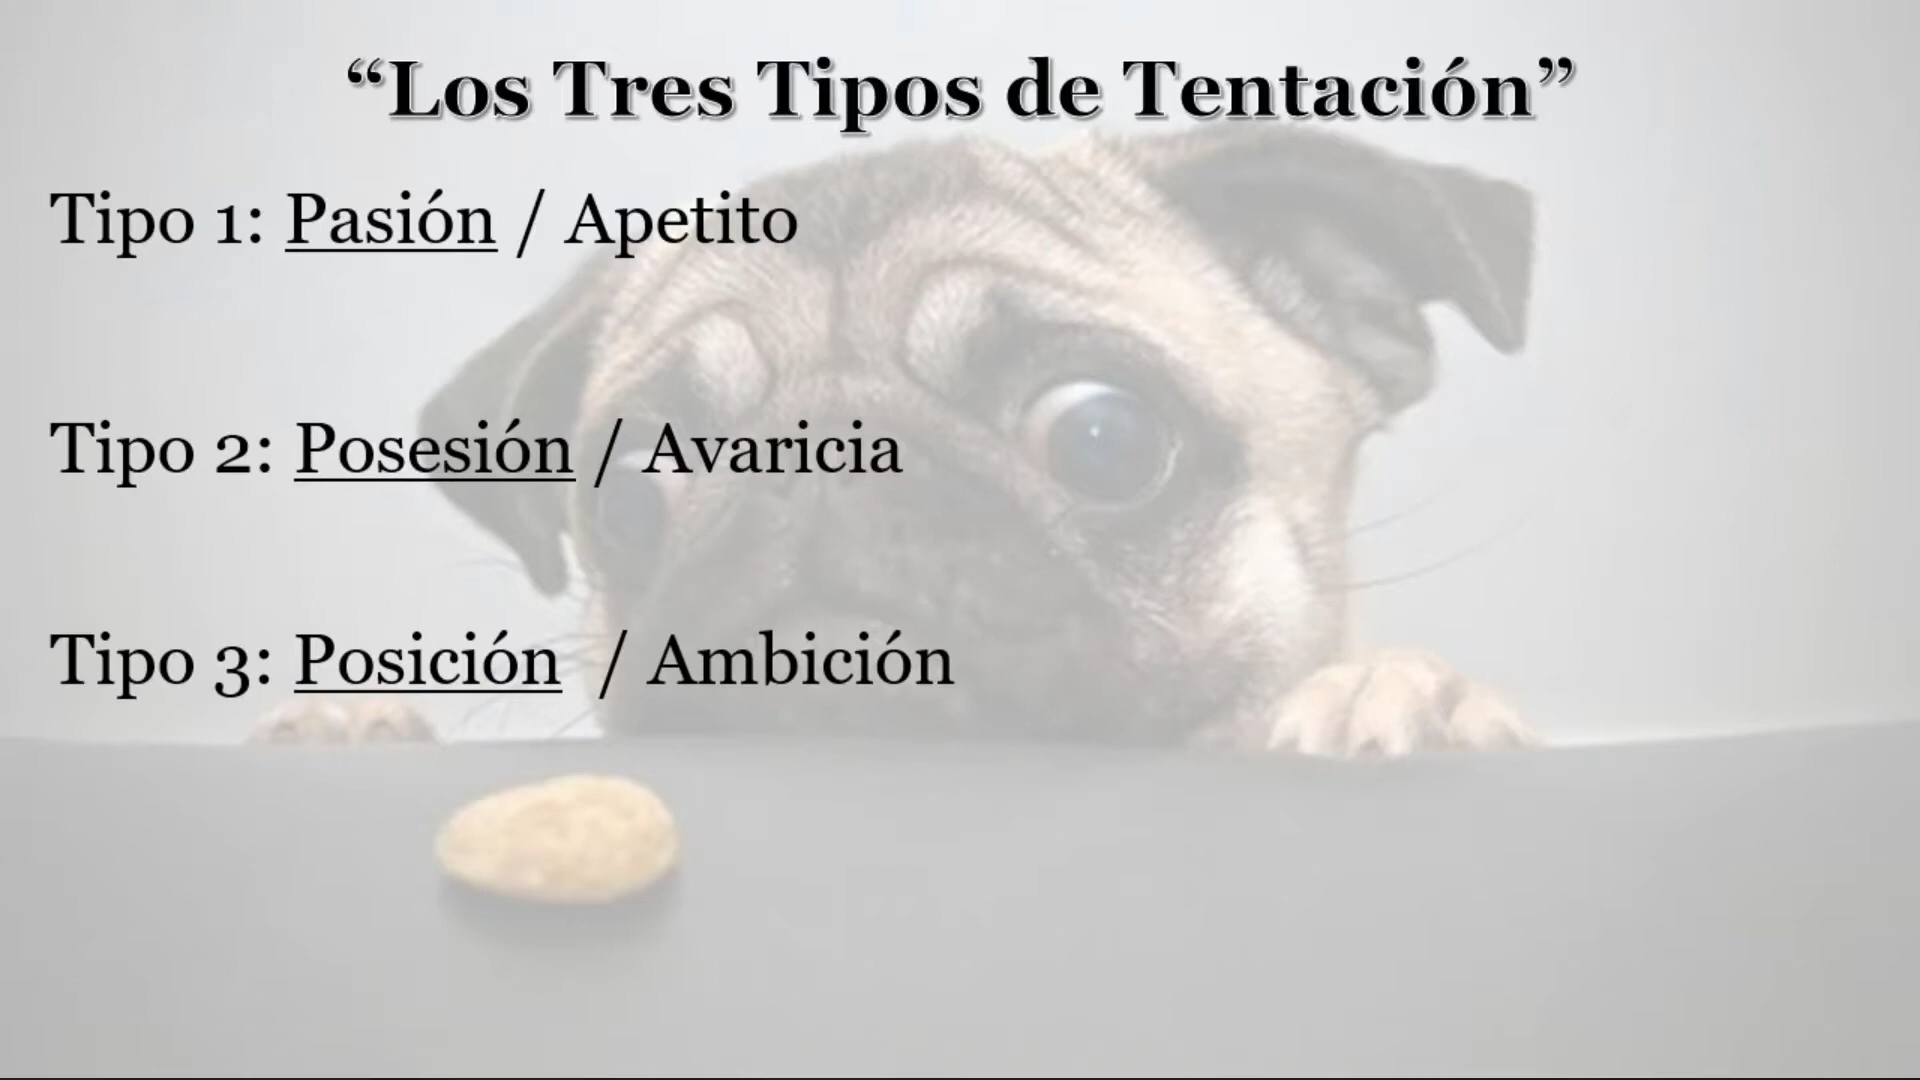 “Los Tres Tipos de Tentación”
Tipo 1: Pasión / Apetito
Tipo 2: Posesión / Avaricia
Tipo 3: Posición / Ambición